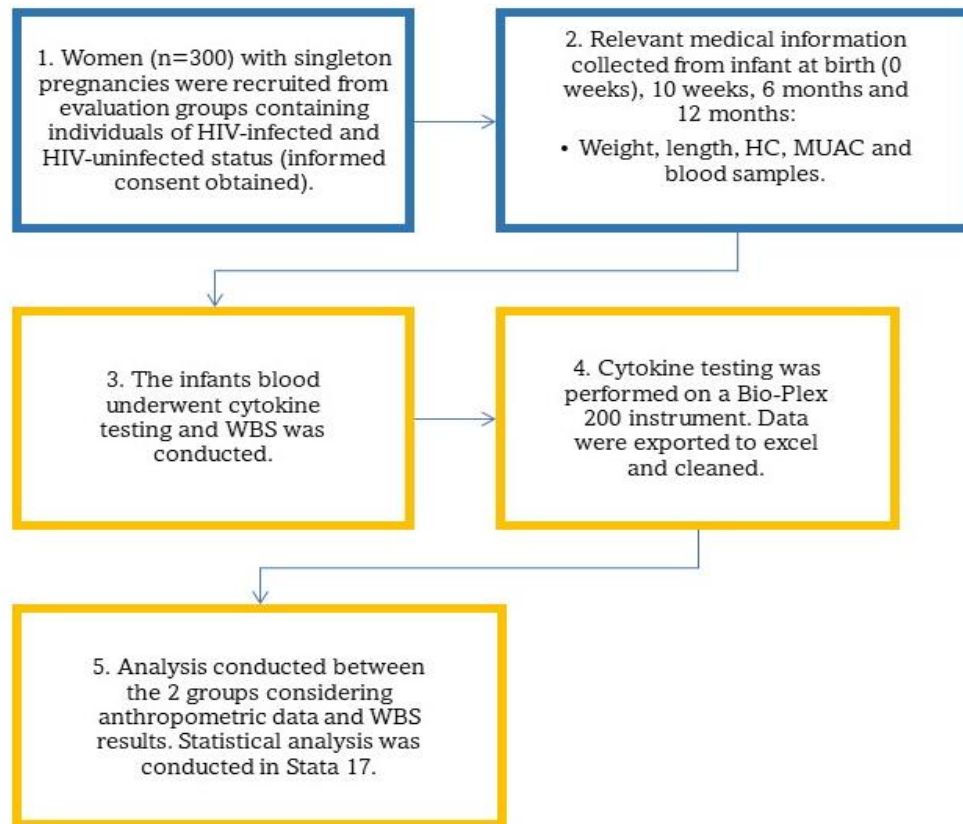 1. Women (n=300) with singleton
pregnancies were recruited from
evaluation groups containing
individuals of HIV-infected and
HIV-uninfected status (informed
consent obtained).
2. Relevant medical information
collected from infant at birth (0
weeks), 10 weeks, 6 months and
12 months:
• Weight, length, HC, MUAC and
blood samples.
3. The infants blood
underwent cytokine
testing and WBS was
conducted.
4. Cytokine testing was
performed on a Bio-Plex
200 instrument. Data
were exported to excel
and cleaned.
5. Analysis conducted between
the 2 groups considering
anthropometric data and WBS
results. Statistical analysis was
conducted in Stata 17.